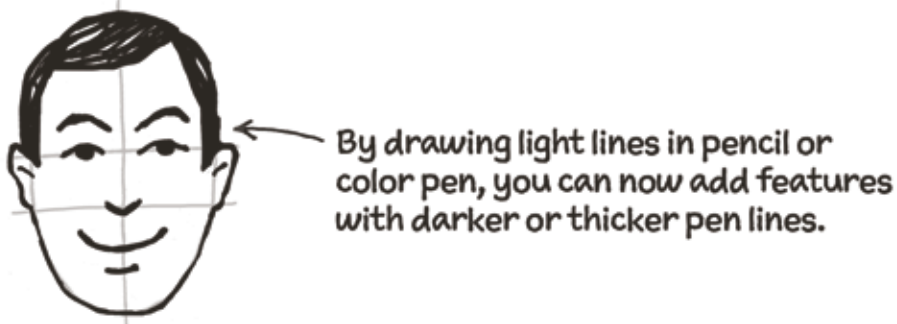 By drawing light lines in pencil or
color pen, you can now add features
with darker or thicker pen lines.